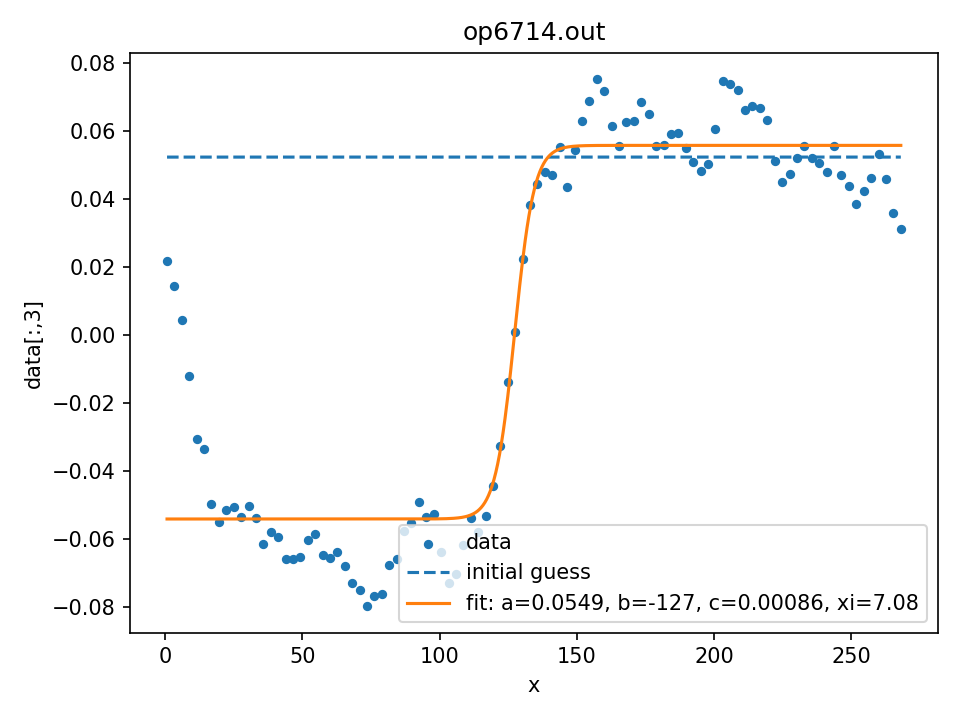 op6714.out
0.08
0.06
0.04
0.02
0.00
−0.02
−0.04
−0.06
−0.08
data[:,3]
data
initial guess
fit: a=0.0549, b=-127, c=0.00086, xi=7.08
0 50 100 150 200 250
x